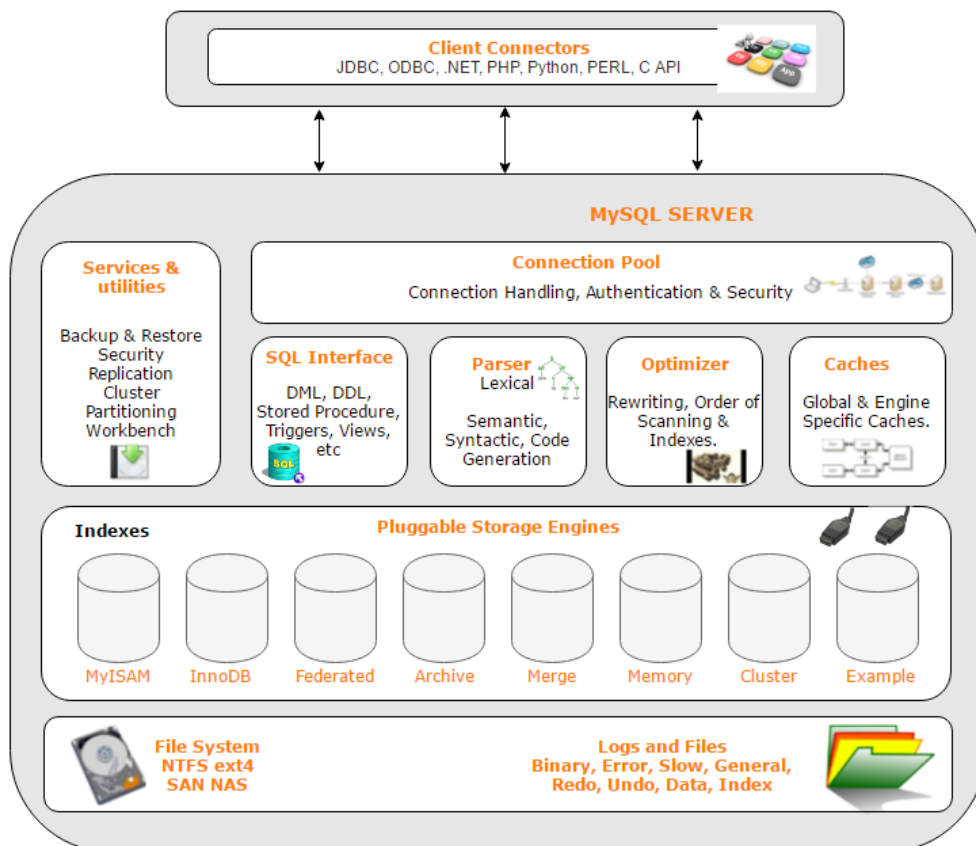 Client Connectors
JDBC, ODBC, .NET, PHP, Python, PERL, C API
APP
MySQL SERVER
Services &
utilities
Backup & Restore
Security
Replication
Cluster
Partitioning
Workbench
Connection Pool
Connection Handling, Authentication & Security
SQL Interface
DML, DDL,
Stored Procedure,
Triggers, Views,
etc
SQL
Parser
Lexical
Semantic,
Syntactic, Code
Generation
Optimizer
Rewriting, Order of
Scanning &
Indexes.
Caches
Global & Engine
Specific Caches.
Indexes
Pluggable Storage Engines
MyISAM
InnoDB
Federated
Archive
Merge
Memory
Cluster
Example
File System
NTFS ext4
SAN NAS
Logs and Files
Binary, Error, Slow, General,
Redo, Undo, Data, Index